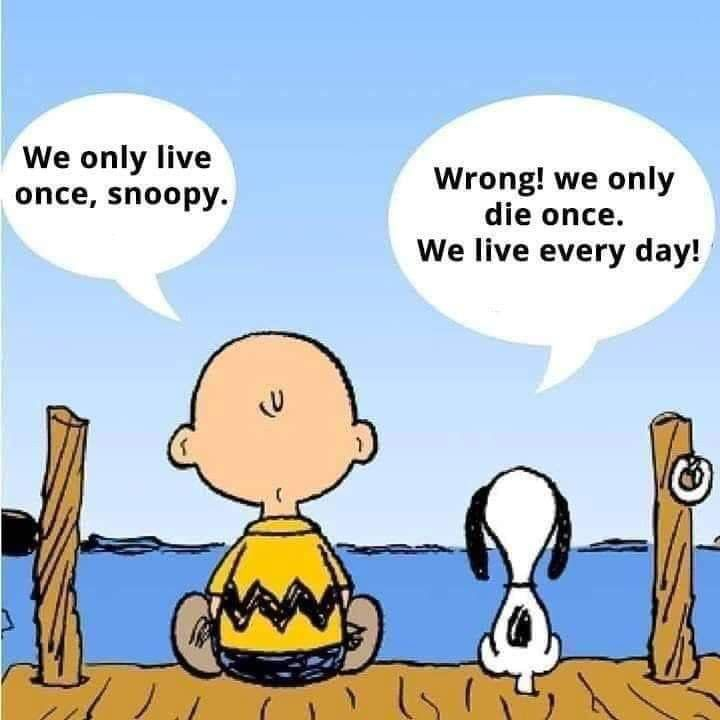 We only live
once, snoopy.
Wrong! we only
die once.
We live every day!